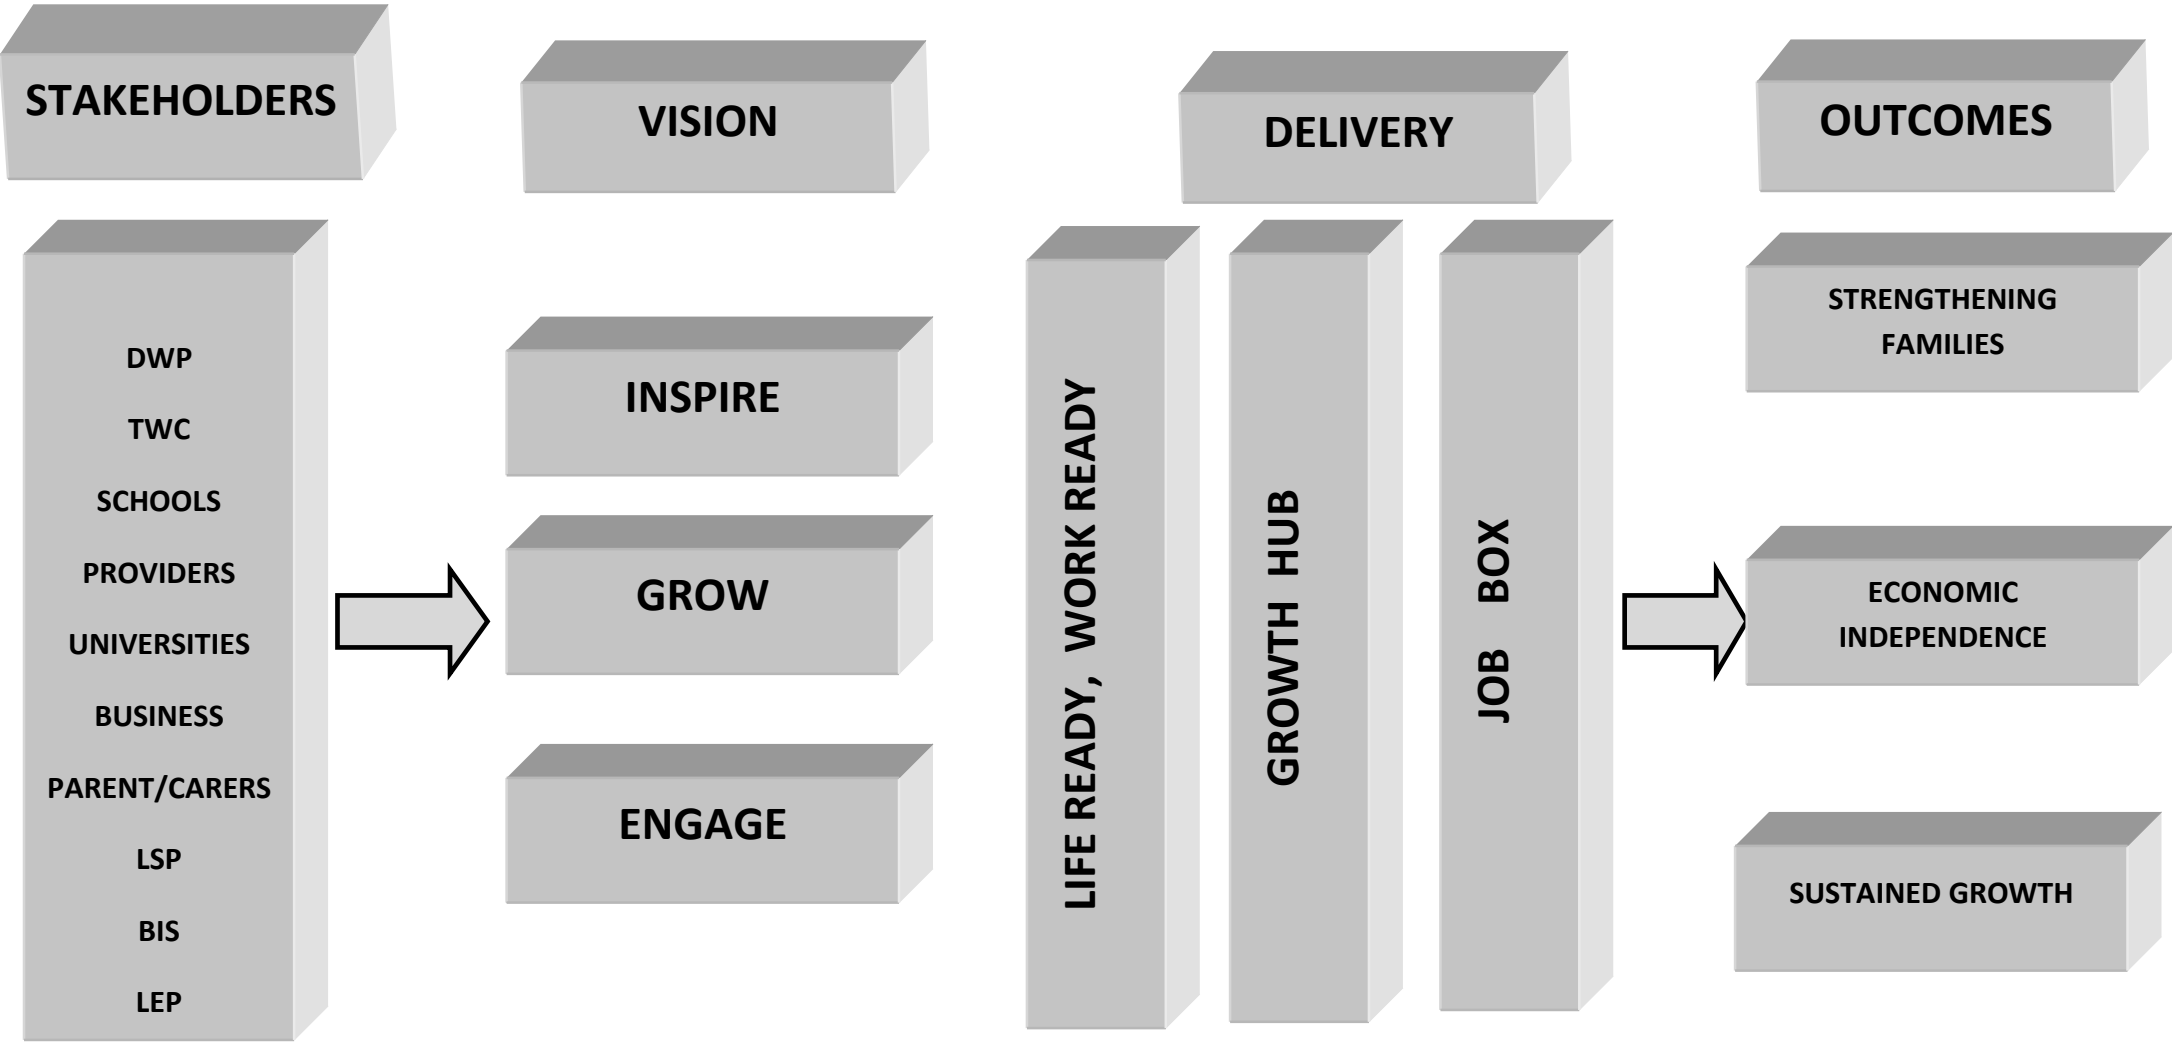 STAKEHOLDERS
VISION
DELIVERY
OUTCOMES
DWP
TWC
SCHOOLS
PROVIDERS
UNIVERSITIES
BUSINESS
PARENT/CARERS
LSP
BIS
LEP
INSPIRE
GROW
ENGAGE
LIFE READY, WORK READY
GROWTH HUB
JOB BOX
STRENGTHENING
FAMILIES
ECONOMIC
INDEPENDENCE
SUSTAINED GROWTH